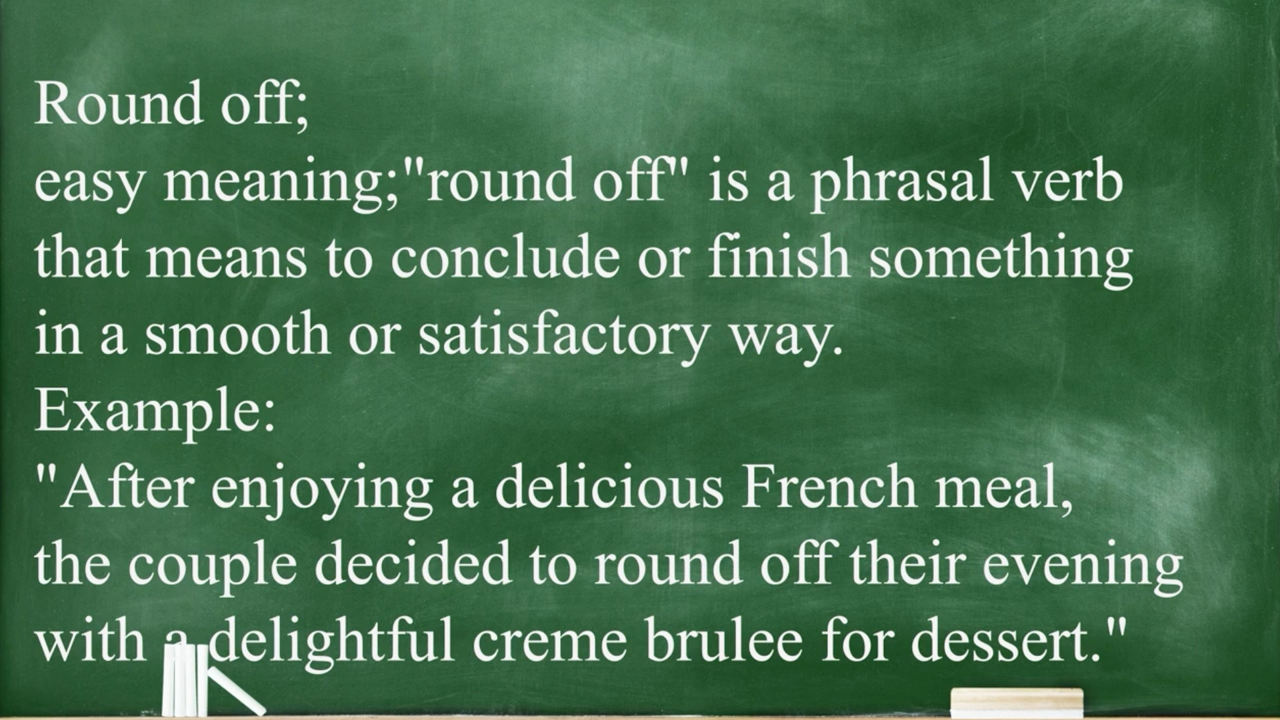 Round off;
easy meaning;"round off" is a phrasal verb
that means to conclude or finish something
in a smooth or satisfactory way.
Example:
"After enjoying a delicious French meal,
the couple decided to round off their evening
with a delightful creme brulee for dessert."